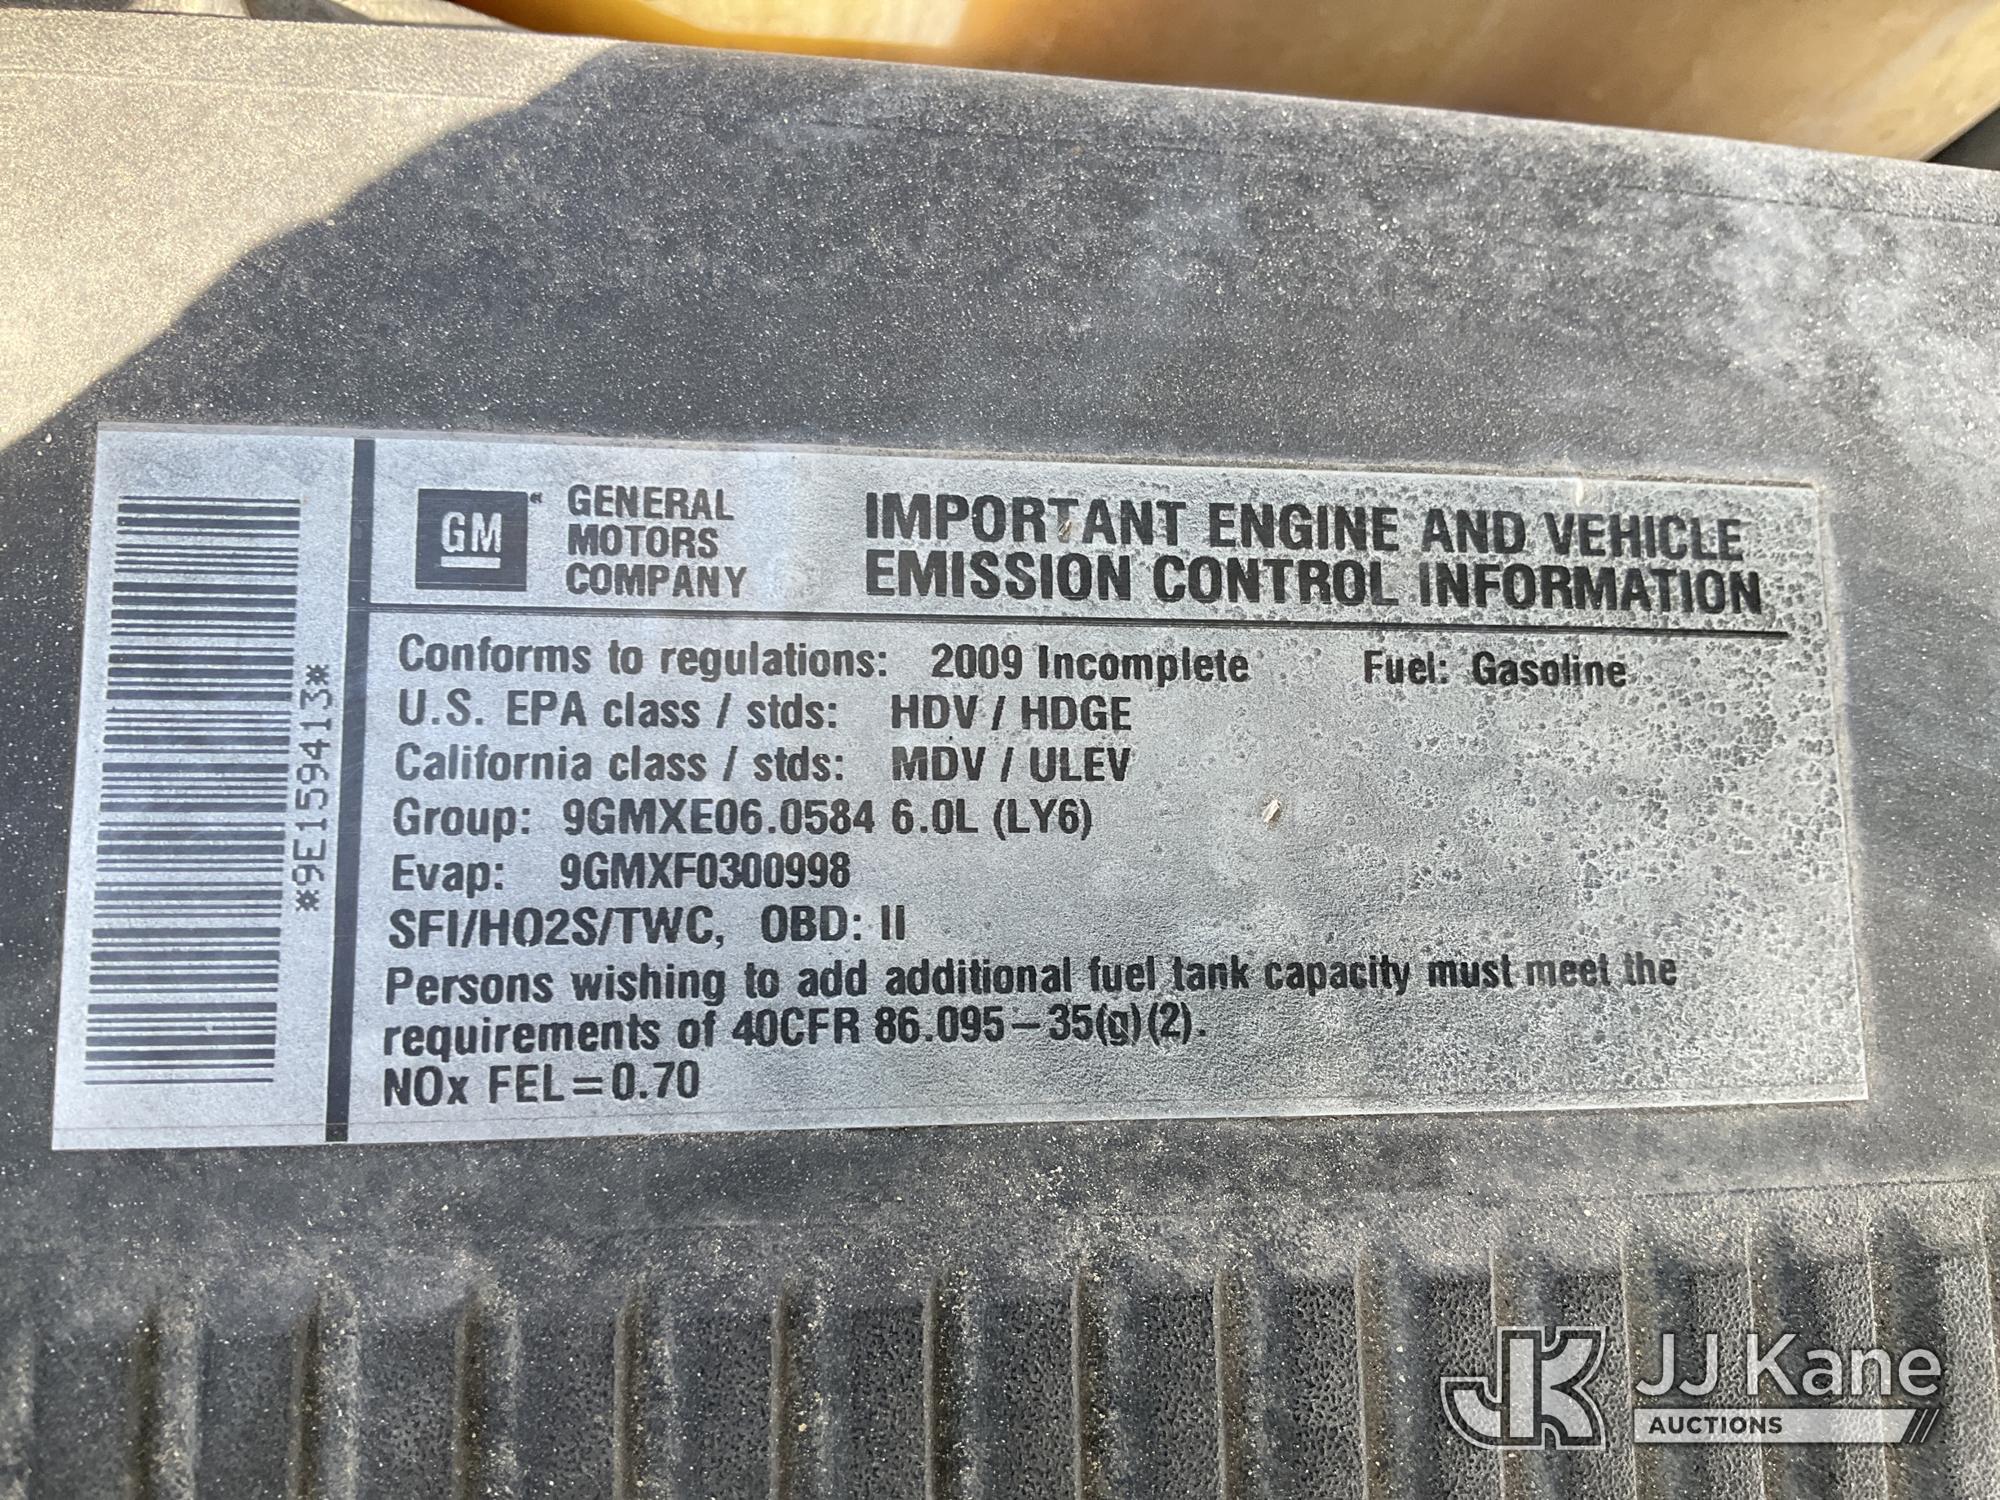 GM
GENERAL
MOTORS
COMPANY
IMPORTANT ENGINE AND VEHICLE
EMISSION CONTROL INFORMATION
Conforms to regulations: 2009 Incomplete Fuel: Gasoline
U.S. EPA class / stds: HDV / HDGE
California class / stds: MDV / ULEV
Group: 9GMXE06.0584 6.0L (LY6)
Evap: 9GMXF0300998
SFI/HO2S/TWC, OBD: II
Persons wishing to add additional fuel tank capacity must meet the
requirements of 40CFR 86.095-35(g)(2).
NOx FEL=0.70
*9E159413*
JK
JJ Kane
AUCTIONS